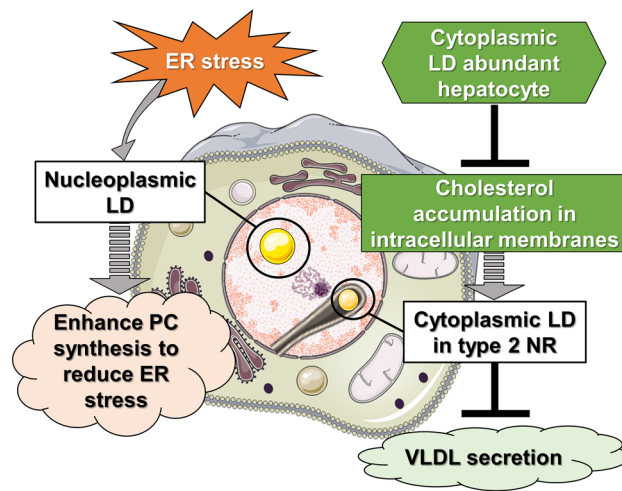 ER stress
Nucleoplasmic
LD
Enhance PC
synthesis to
reduce ER
stress
Cytoplasmic
LD abundant
hepatocyte
Cholesterol
accumulation in
intracellular membranes
Cytoplasmic LD
in type 2 NR
VLDL secretion